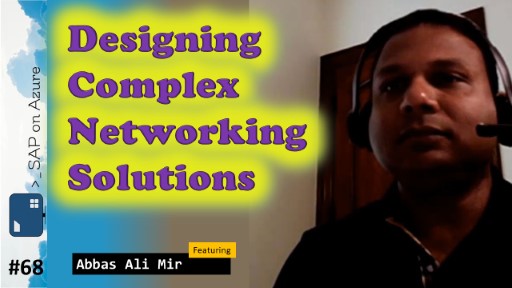 Designing
Complex
Networking
Solutions
>_SAP on Azure
#68
Featuring
Abbas Ali Mir